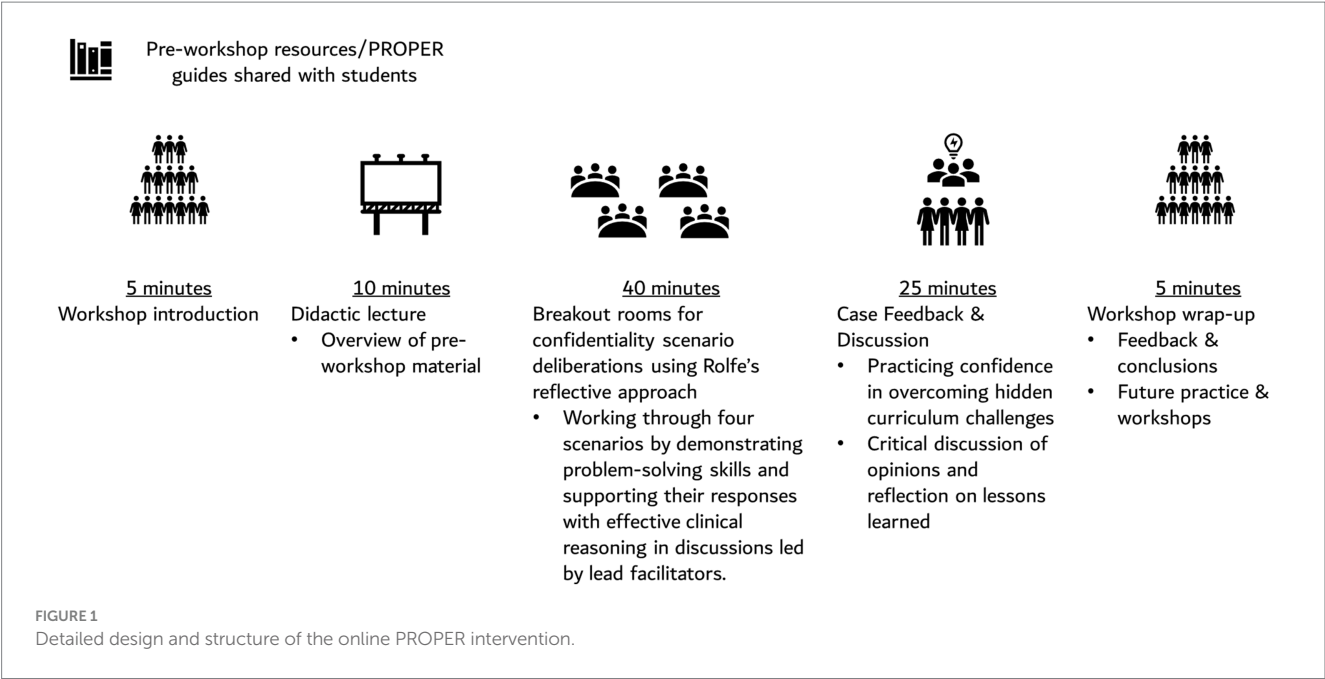 Pre-workshop resources/PROPER
guides shared with students
5 minutes
Workshop introduction
10 minutes
Didactic lecture
• Overview of pre-
workshop material
40 minutes
Breakout rooms for
confidentiality scenario
deliberations using Rolfe's
reflective approach
• Working through four
scenarios by demonstrating
problem-solving skills and
supporting their responses
with effective clinical
reasoning in discussions led
by lead facilitators.
25 minutes
Case Feedback &
Discussion
• Practicing confidence
in overcoming hidden
curriculum challenges
• Critical discussion of
opinions and
reflection on lessons
learned
5 minutes
Workshop wrap-up
• Feedback &
conclusions
• Future practice &
workshops
FIGURE 1
Detailed design and structure of the online PROPER intervention.